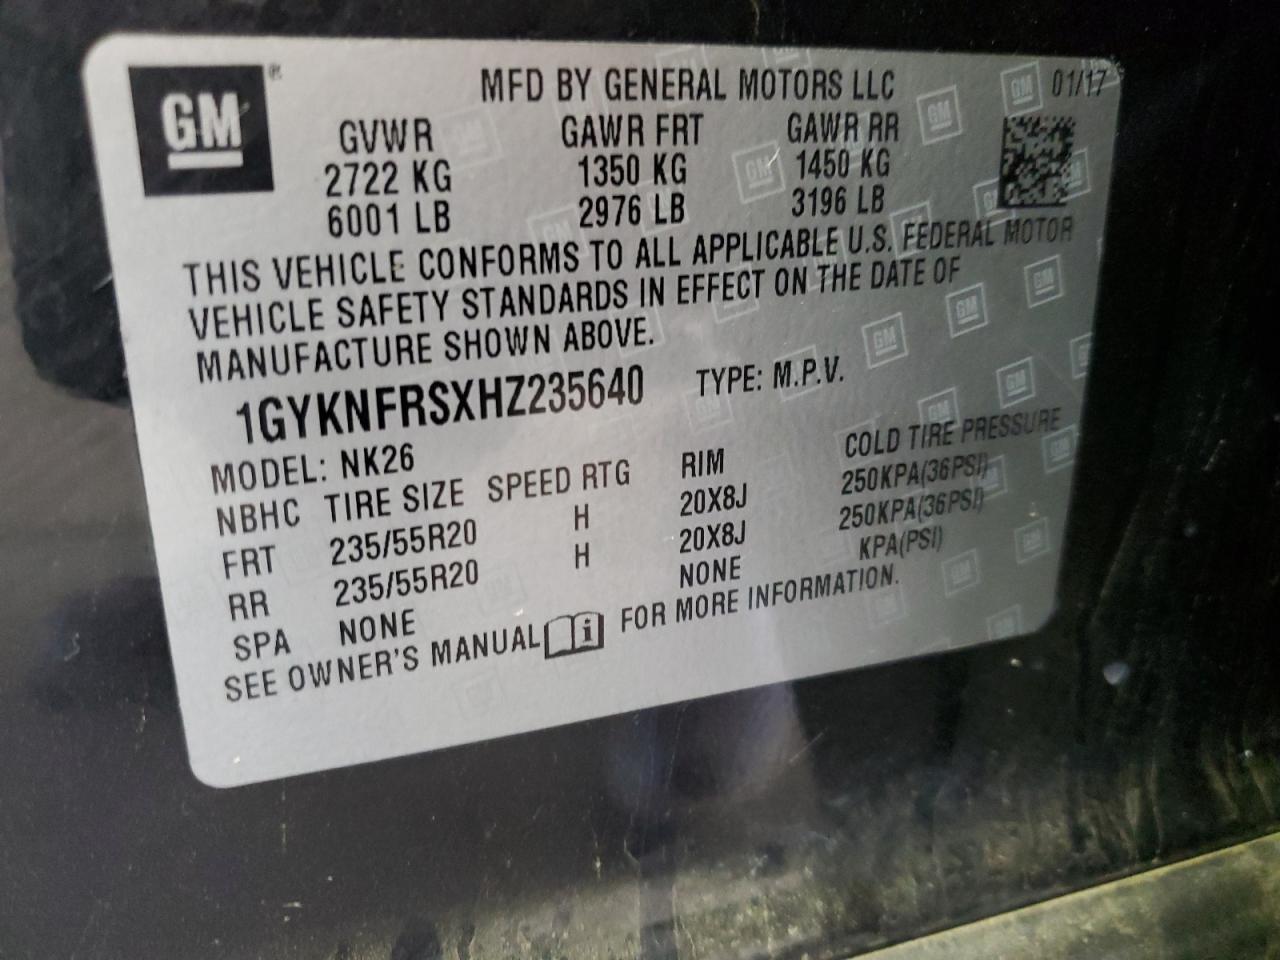 GM ®
MFD BY GENERAL MOTORS LLC 01/17
GVWR GAWR FRT GAWR RR
2722 KG 1350 KG 1450 KG
6001 LB 2976 LB 3196 LB
THIS VEHICLE CONFORMS TO ALL APPLICABLE U.S. FEDERAL MOTOR
VEHICLE SAFETY STANDARDS IN EFFECT ON THE DATE OF
MANUFACTURE SHOWN ABOVE.
1GYKNFRSXHZ235640 TYPE: M.P.V.
MODEL: NK26
NBHC TIRE SIZE SPEED RTG RIM COLD TIRE PRESSURE
FRT 235/55R20 H 20X8J 250KPA(36PSI)
RR 235/55R20 H 20X8J 250KPA(36PSI)
SPA NONE NONE KPA(PSI)
SEE OWNER'S MANUAL i FOR MORE INFORMATION.